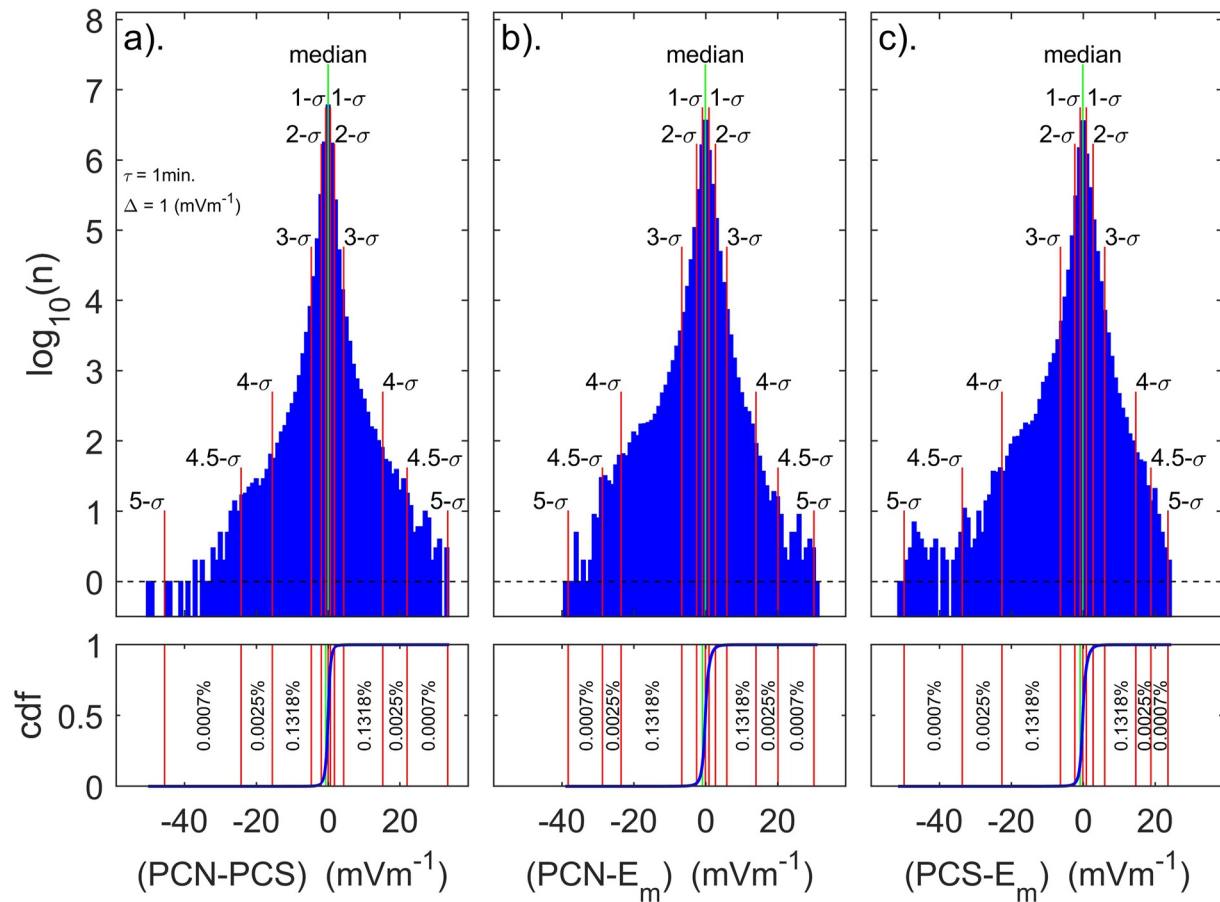 a).
median
1-σ 1-σ
2-σ 2-σ
τ = 1min.
Δ = 1 (mVm⁻¹)
3-σ 3-σ
4-σ 4-σ
4.5-σ 4.5-σ
5-σ 5-σ
b).
median
1-σ 1-σ
2-σ 2-σ
3-σ 3-σ
4-σ 4-σ
4.5-σ 4.5-σ
5-σ 5-σ
c).
median
1-σ 1-σ
2-σ 2-σ
3-σ 3-σ
4-σ 4-σ
4.5-σ 4.5-σ
5-σ 5-σ
8
7
6
5
4
3
2
1
0
log₁₀(n)
1
0.5
0
cdf
0.0007%
0.0025%
0.13183%
0.13183%
0.0025%
0.0007%
0.0007%
0.0025%
0.13183%
0.13183%
0.0025%
0.0007%
0.0007%
0.0025%
0.13183%
0.13183%
0.0025%
0.0007%
-40 -20 0 20
-40 -20 0 20
-40 -20 0 20
(PCN-PCS) (mVm⁻¹)
(PCN-Eₘ) (mVm⁻¹)
(PCS-Eₘ) (mVm⁻¹)